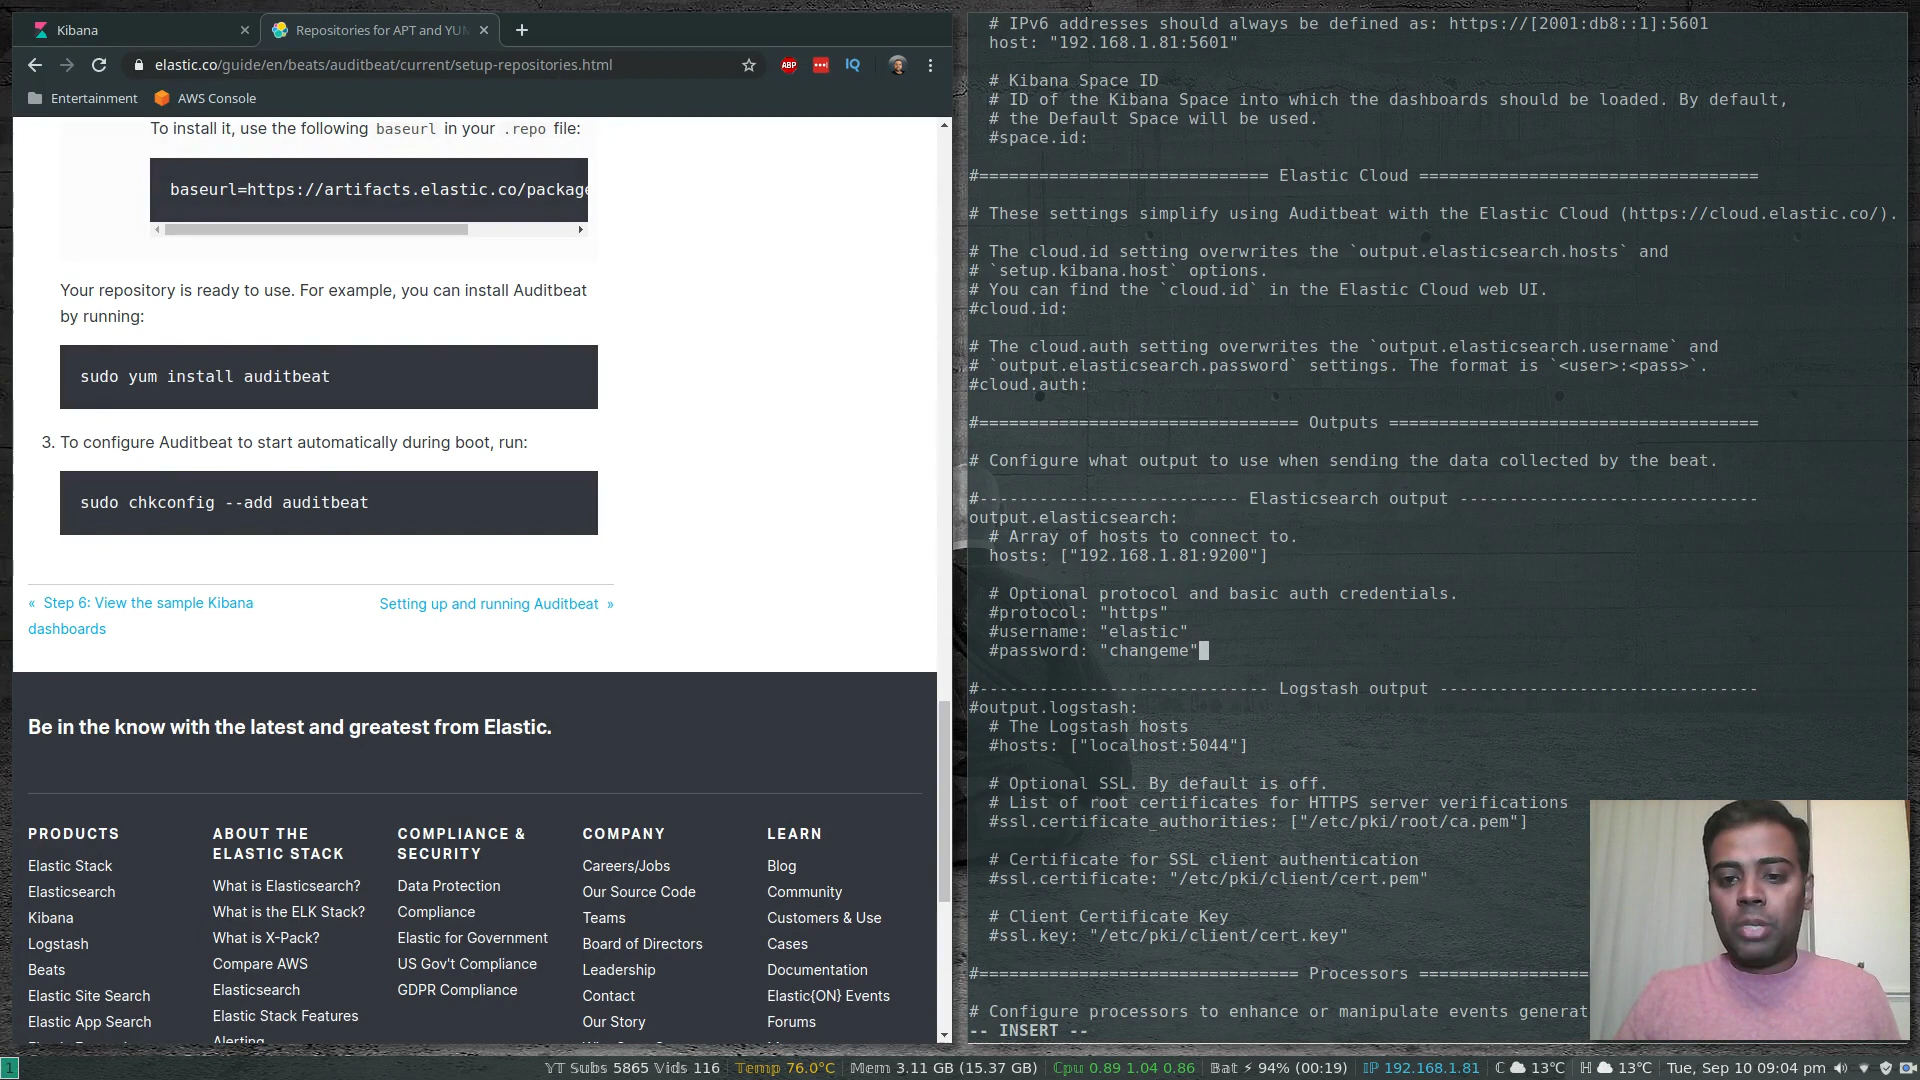 Kibana
Repositories for APT and YUM
elastic.co/guide/en/beats/auditbeat/current/setup-repositories.html
ABP
IQ
Entertainment
AWS Console
To install it, use the following baseurl in your .repo file:
baseurl=https://artifacts.elastic.co/package
Your repository is ready to use. For example, you can install Auditbeat
by running:
sudo yum install auditbeat
3. To configure Auditbeat to start automatically during boot, run:
sudo chkconfig --add auditbeat
« Step 6: View the sample Kibana
dashboards
Setting up and running Auditbeat »
Be in the know with the latest and greatest from Elastic.
PRODUCTS
Elastic Stack
Elasticsearch
Kibana
Logstash
Beats
Elastic Site Search
Elastic App Search
ABOUT THE
ELASTIC STACK
What is Elasticsearch?
What is the ELK Stack?
What is X-Pack?
Compare AWS
Elasticsearch
Elastic Stack Features
Alerting
COMPLIANCE &
SECURITY
Data Protection
Compliance
Elastic for Government
US Gov't Compliance
GDPR Compliance
COMPANY
Careers/Jobs
Our Source Code
Teams
Board of Directors
Leadership
Contact
Our Story
LEARN
Blog
Community
Customers & Use
Cases
Documentation
Elastic{ON} Events
Forums
# IPv6 addresses should always be defined as: https://[2001:db8::1]:5601
host: "192.168.1.81:5601"
# Kibana Space ID
# ID of the Kibana Space into which the dashboards should be loaded. By default,
# the Default Space will be used.
#space.id:
#============================= Elastic Cloud ==================================
# These settings simplify using Auditbeat with the Elastic Cloud (https://cloud.elastic.co/).
# The cloud.id setting overwrites the `output.elasticsearch.hosts` and
# `setup.kibana.host` options.
# You can find the `cloud.id` in the Elastic Cloud web UI.
#cloud.id:
# The cloud.auth setting overwrites the `output.elasticsearch.username` and
# `output.elasticsearch.password` settings. The format is `<user>:<pass>`.
#cloud.auth:
#================================ Outputs =====================================
# Configure what output to use when sending the data collected by the beat.
#-------------------------- Elasticsearch output ------------------------------
output.elasticsearch:
# Array of hosts to connect to.
hosts: ["192.168.1.81:9200"]
# Optional protocol and basic auth credentials.
#protocol: "https"
#username: "elastic"
#password: "changeme"
#----------------------------- Logstash output --------------------------------
#output.logstash:
# The Logstash hosts
#hosts: ["localhost:5044"]
# Optional SSL. By default is off.
# List of root certificates for HTTPS server verifications
#ssl.certificate_authorities: ["/etc/pki/root/ca.pem"]
# Certificate for SSL client authentication
#ssl.certificate: "/etc/pki/client/cert.pem"
# Client Certificate Key
#ssl.key: "/etc/pki/client/cert.key"
#================================ Processors =================
# Configure processors to enhance or manipulate events generat
-- INSERT --
1
YT Subs 5865 Vids 116
Temp 76.0°C
Mem 3.11 GB (15.37 GB)
Cpu 0.89 1.04 0.86
Bat ⚡ 94% (00:19)
IP 192.168.1.81
C 13°C
H 13°C
Tue, Sep 10 09:04 pm